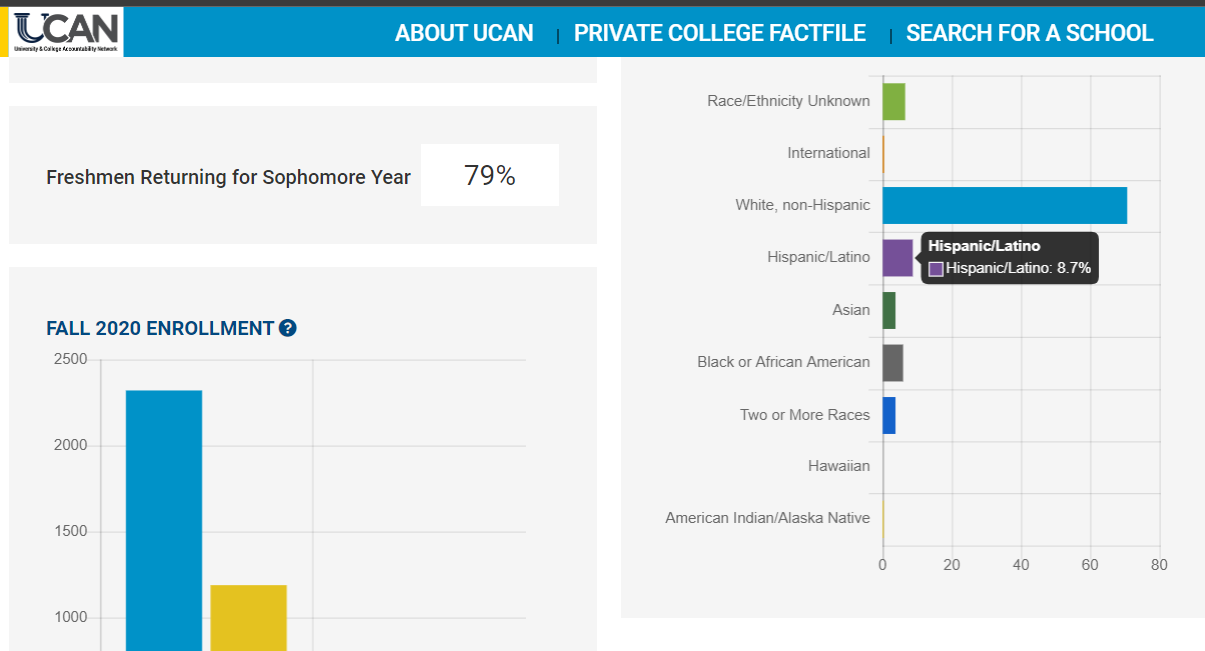 UCAN
University & College Accountability Network
ABOUT UCAN | PRIVATE COLLEGE FACTFILE | SEARCH FOR A SCHOOL
Freshmen Returning for Sophomore Year 79%
FALL 2020 ENROLLMENT ?
2500
2000
1500
1000
Race/Ethnicity Unknown
International
White, non-Hispanic
Hispanic/Latino
Hispanic/Latino
Hispanic/Latino: 8.7%
Asian
Black or African American
Two or More Races
Hawaiian
American Indian/Alaska Native
0 20 40 60 80